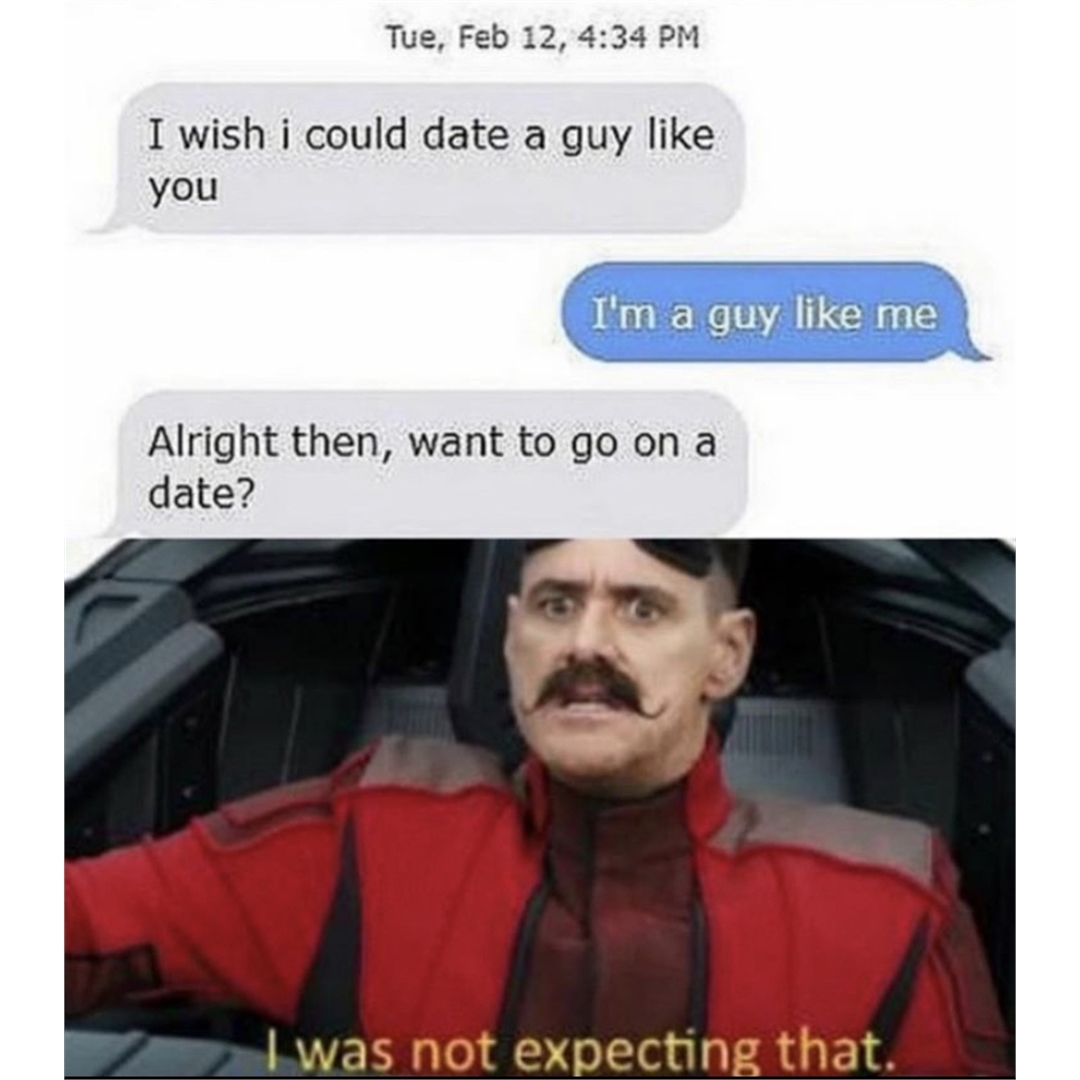 Tue, Feb 12, 4:34 PM
I wish i could date a guy like
you
I'm a guy like me
Alright then, want to go on a
date?
I was not expecting that.